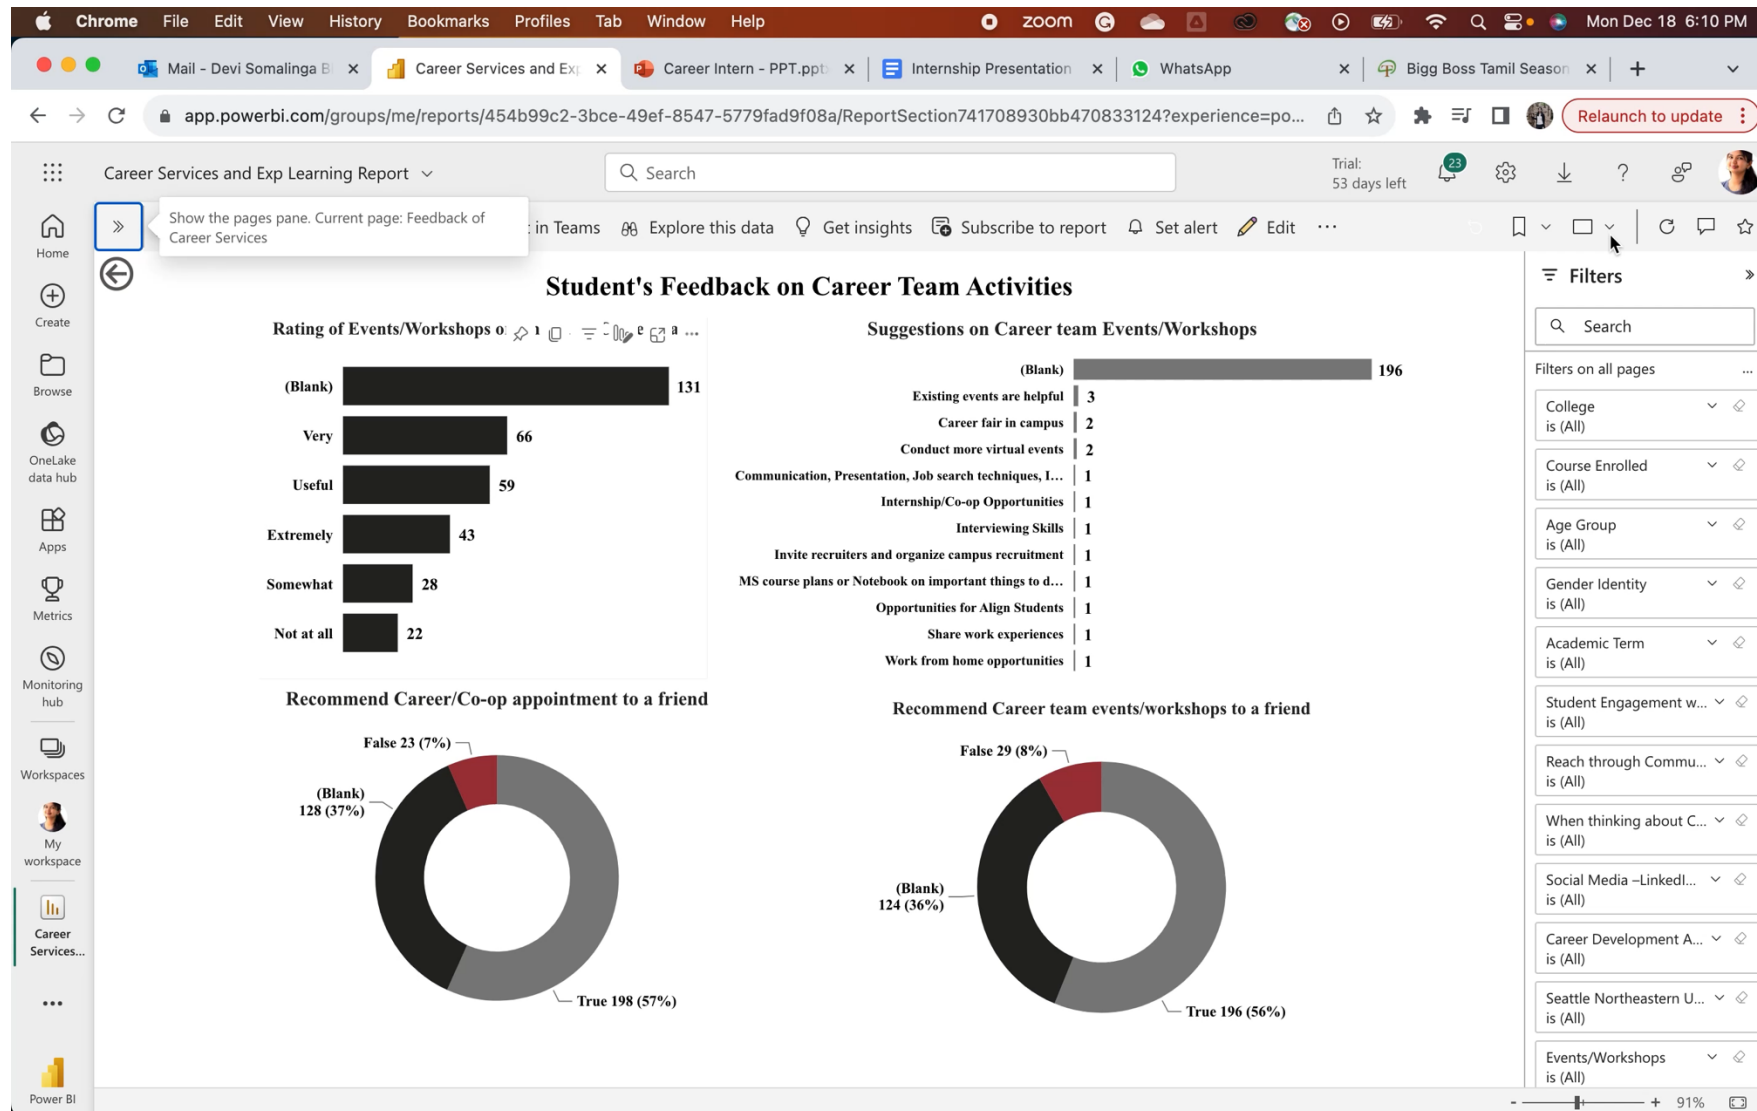 Chrome File Edit View History Bookmarks Profiles Tab Window Help zoom Mon Dec 18 6:10 PM
Mail - Devi Somalinga B Career Services and Exp Career Intern - PPT.pptx Internship Presentation WhatsApp Bigg Boss Tamil Season
app.powerbi.com/groups/me/reports/454b99c2-3bce-49ef-8547-5779fad9f08a/ReportSection741708930bb470833124?experience=po... Relaunch to update
Career Services and Exp Learning Report
Search
Trial:
53 days left
23
Show the pages pane. Current page: Feedback of
Career Services
in Teams Explore this data Get insights Subscribe to report Set alert Edit
Home
Create
Browse
OneLake
data hub
Apps
Metrics
Monitoring
hub
Workspaces
My
workspace
Career
Services...
Power BI
Student's Feedback on Career Team Activities
Rating of Events/Workshops
(Blank) 131
Very 66
Useful 59
Extremely 43
Somewhat 28
Not at all 22
Suggestions on Career team Events/Workshops
(Blank) 196
Existing events are helpful 3
Career fair in campus 2
Conduct more virtual events 2
Communication, Presentation, Job search techniques, I... 1
Internship/Co-op Opportunities 1
Interviewing Skills 1
Invite recruiters and organize campus recruitment 1
MS course plans or Notebook on important things to d... 1
Opportunities for Align Students 1
Share work experiences 1
Work from home opportunities 1
Recommend Career/Co-op appointment to a friend
False 23 (7%)
(Blank)
128 (37%)
True 198 (57%)
Recommend Career team events/workshops to a friend
False 29 (8%)
(Blank)
124 (36%)
True 196 (56%)
Filters
Search
Filters on all pages ...
College
is (All)
Course Enrolled
is (All)
Age Group
is (All)
Gender Identity
is (All)
Academic Term
is (All)
Student Engagement w...
is (All)
Reach through Commu...
is (All)
When thinking about C...
is (All)
Social Media –LinkedI...
is (All)
Career Development A...
is (All)
Seattle Northeastern U...
is (All)
Events/Workshops
is (All)
- + 91%